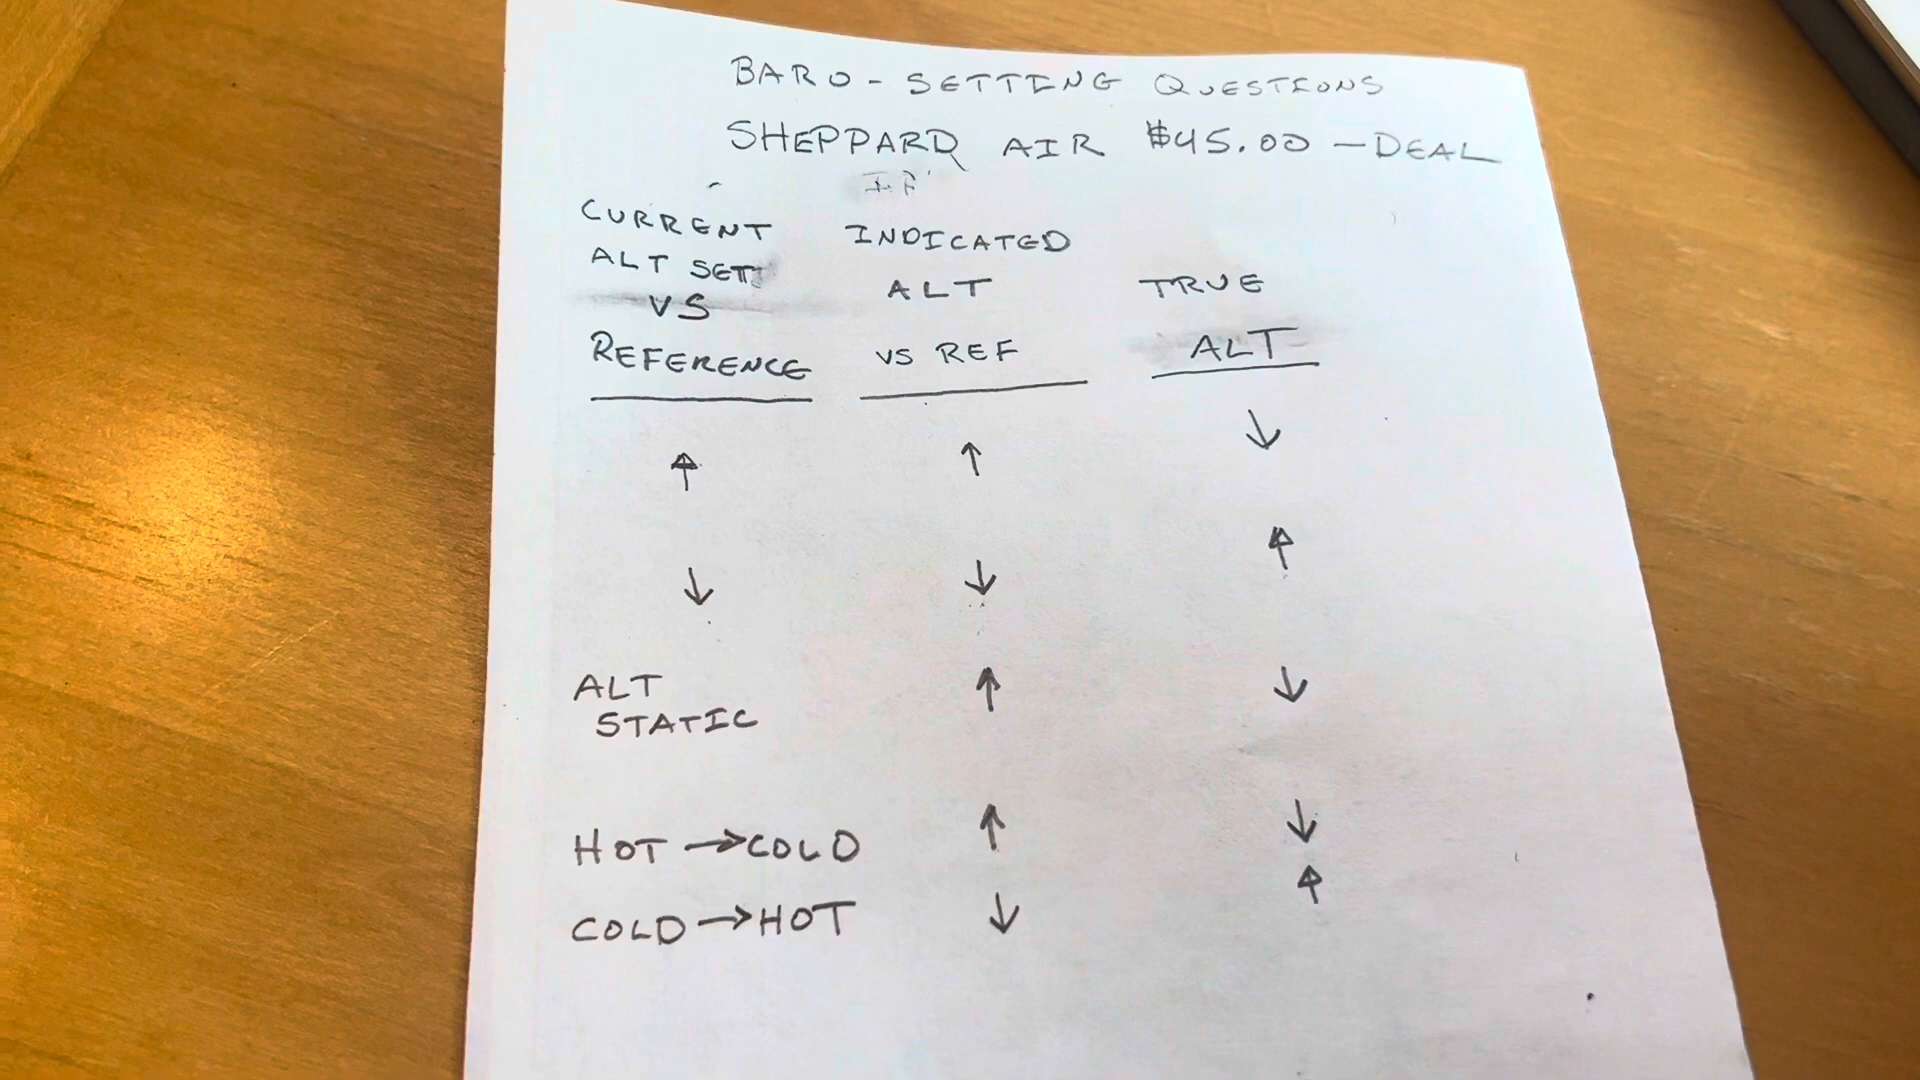 BARO - SETTING QUESTIONS
SHEPPARD AIR $45.00 - DEAL
CURRENT
ALT SET
VS
REFERENCE
INDICATED
ALT
VS REF
TRUE
ALT
↑ ↑ ↓
↓ ↓ ↑
ALT
STATIC ↑ ↓
HOT → COLD ↑ ↓
COLD → HOT ↓ ↑